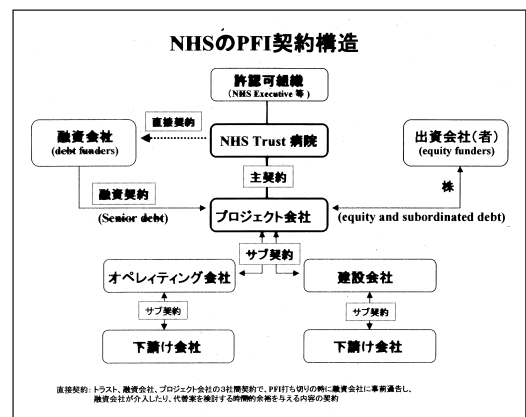 NHSのPFI契約構造
許認可組織
(NHS Executive 等)
直接契約
融資会社
(debt funders)
NHS Trust 病院
出資会社(者)
(equity funders)
主契約
融資契約
株
(Senior debt)
プロジェクト会社
(equity and subordinated debt)
サブ契約
オペレィティング会社
建設会社
サブ契約
サブ契約
下請け会社
下請け会社
直接契約: トラスト、融資会社、プロジェクト会社の3社間契約で、PFI打ち切りの時に融資会社に事前通告し、
融資会社が介入したり、代替案を検討する時間的余裕を与える内容の契約